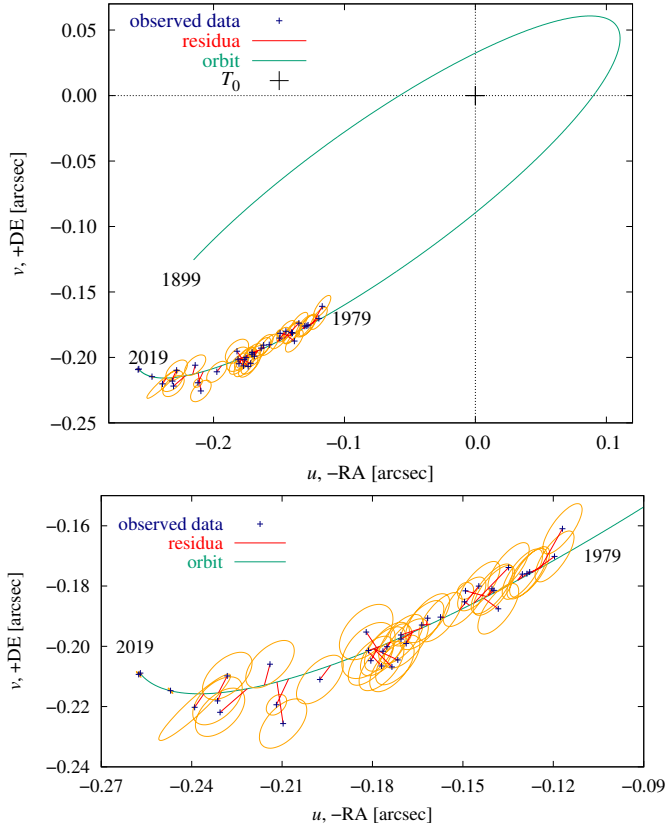 observed data
residua
orbit
T_0
0.05
0.00
−0.05
−0.10
−0.15
−0.20
−0.25
v, +DE [arcsec]
1899
1979
2019
−0.2
−0.1
0.0
0.1
u, −RA [arcsec]
observed data
residua
orbit
−0.16
−0.18
−0.20
−0.22
−0.24
v, +DE [arcsec]
1979
2019
−0.27
−0.24
−0.21
−0.18
−0.15
−0.12
−0.09
u, −RA [arcsec]